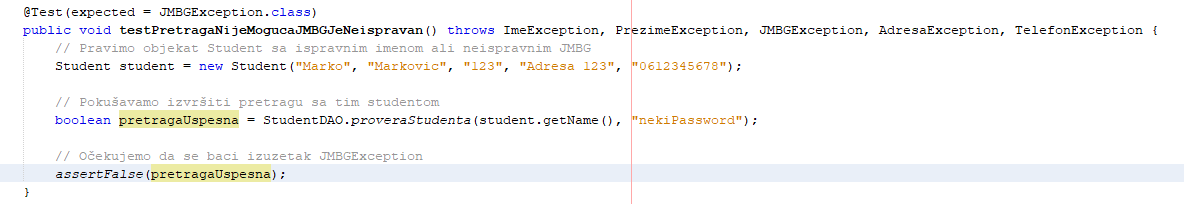 @Test(expected = JMBGException.class)
public void testPretragaNijeMogucaJMBGJeNeispravan() throws ImeException, PrezimeException, JMBGException, AdresaException, TelefonException {
// Pravimo objekat Student sa ispravnim imenom ali neispravnim JMBG
Student student = new Student("Marko", "Markovic", "123", "Adresa 123", "0612345678");
// Pokušavamo izvršiti pretragu sa tim studentom
boolean pretragaUspesna = StudentDAO.proveraStudenta(student.getName(), "nekiPassword");
// Očekujemo da se baci izuzetak JMBGException
assertFalse(pretragaUspesna);
}